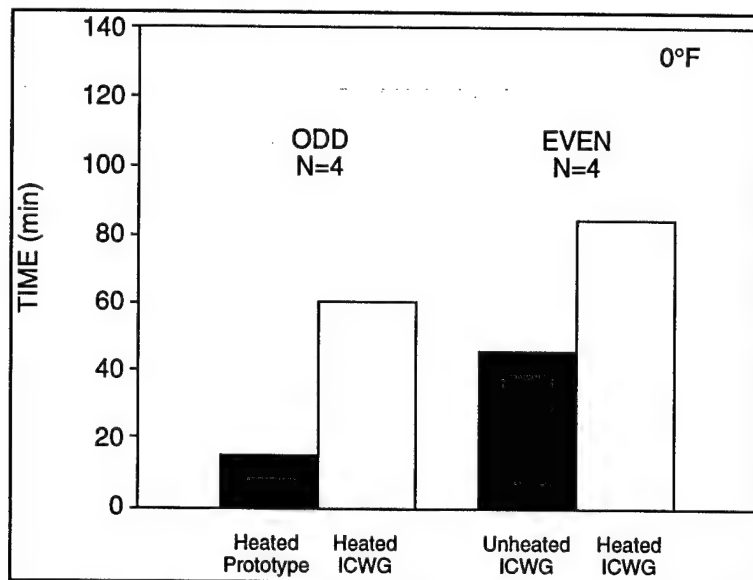 140
120
100
80
60
40
20
0
TIME (min)
0°F
ODD
N=4
EVEN
N=4
Heated
Prototype
Heated
ICWG
Unheated
ICWG
Heated
ICWG